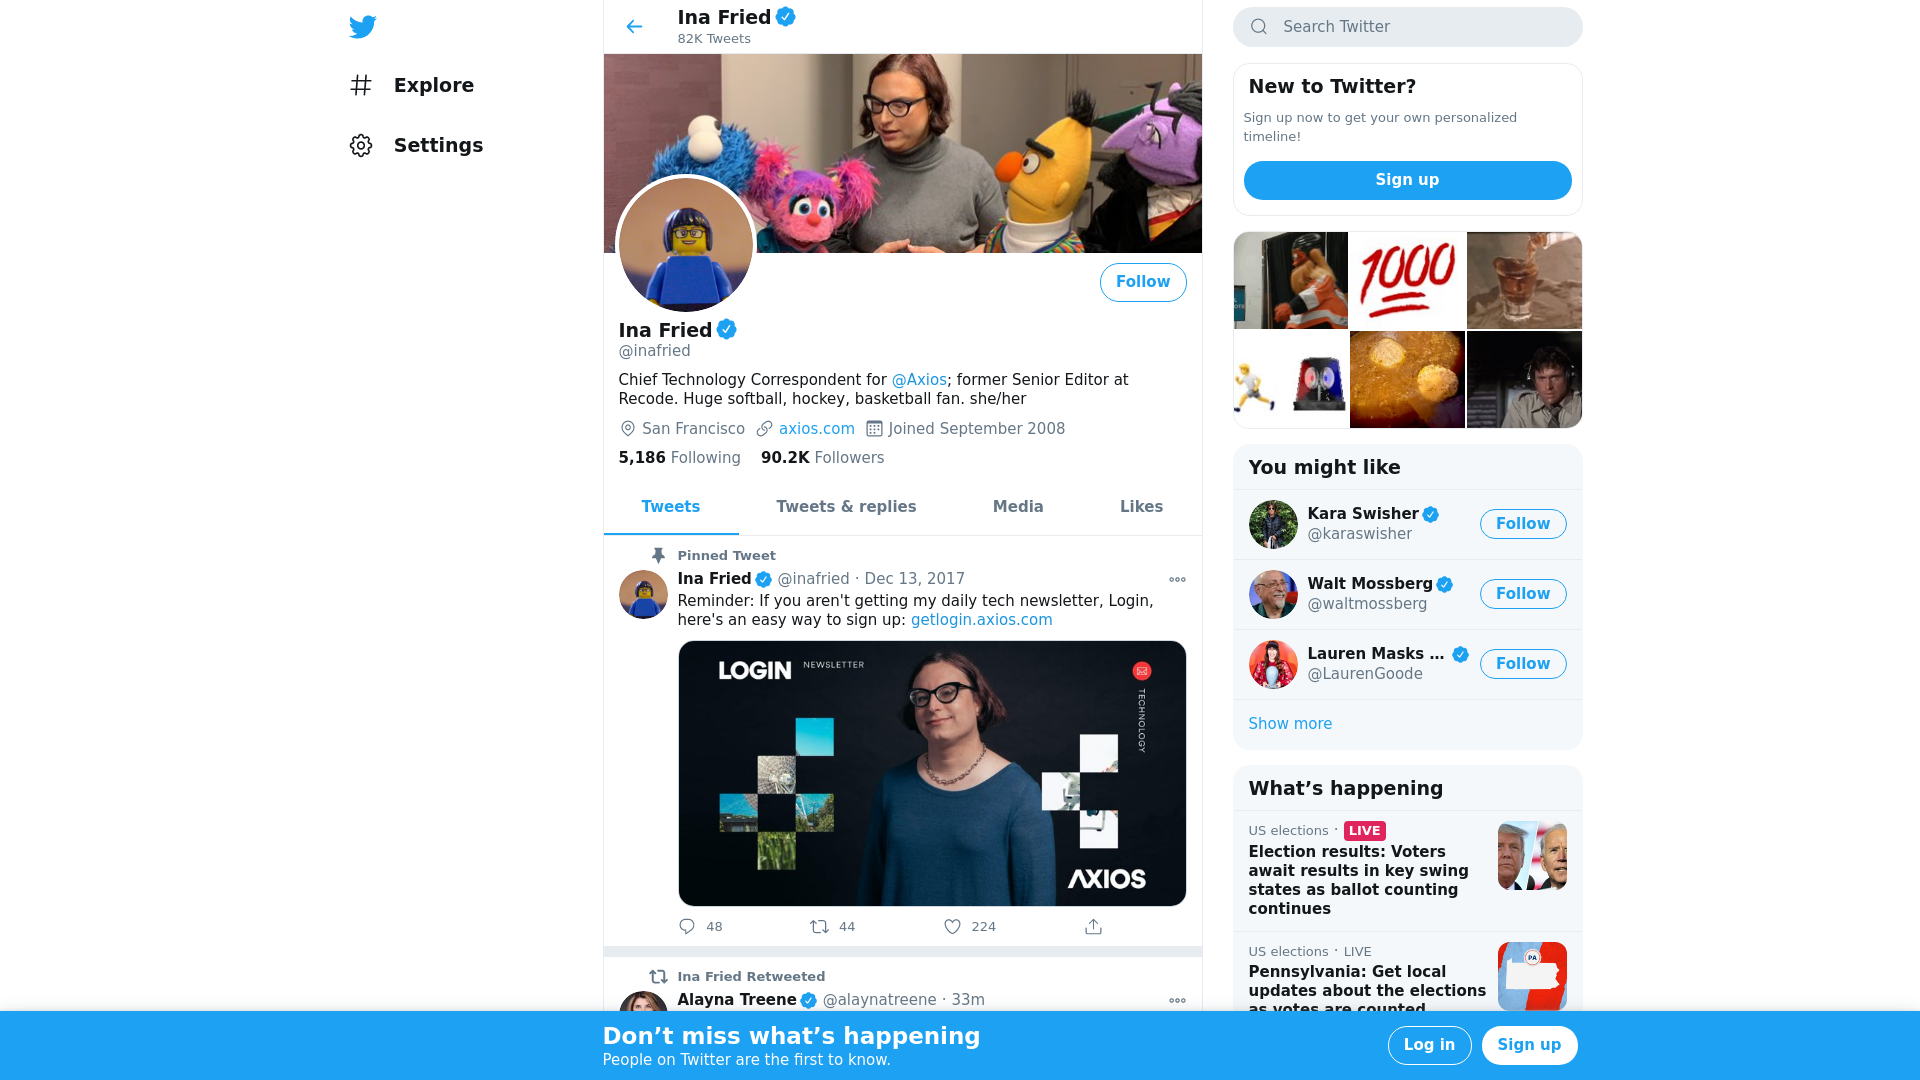 Explore
Settings
Ina Fried
82K Tweets
Follow
Ina Fried
@inafried
Chief Technology Correspondent for @Axios; former Senior Editor at
Recode. Huge softball, hockey, basketball fan. she/her
San Francisco axios.com Joined September 2008
5,186 Following 90.2K Followers
Tweets Tweets & replies Media Likes
Pinned Tweet
Ina Fried @inafried · Dec 13, 2017
Reminder: If you aren't getting my daily tech newsletter, Login,
here's an easy way to sign up: getlogin.axios.com
LOGIN NEWSLETTER
TECHNOLOGY
AXIOS
48 44 224
Ina Fried Retweeted
Alayna Treene @alaynatreene · 33m
Search Twitter
New to Twitter?
Sign up now to get your own personalized
timeline!
Sign up
1000
You might like
Kara Swisher
@karaswisher
Follow
Walt Mossberg
@waltmossberg
Follow
Lauren Masks ...
@LaurenGoode
Follow
Show more
What’s happening
US elections · LIVE
Election results: Voters
await results in key swing
states as ballot counting
continues
US elections · LIVE
Pennsylvania: Get local
updates about the elections
as votes are counted
PA
Don’t miss what’s happening
People on Twitter are the first to know.
Log in
Sign up